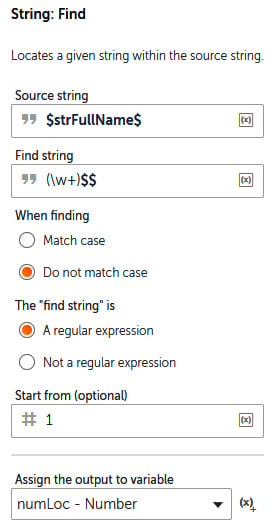 String: Find
Locates a given string within the source string.
Source string
$strFullName$ (x)
Find string
(\w+)$$ (x)
When finding
Match case
Do not match case
The "find string" is
A regular expression
Not a regular expression
Start from (optional)
# 1 (x)
Assign the output to variable
numLoc - Number (x)+